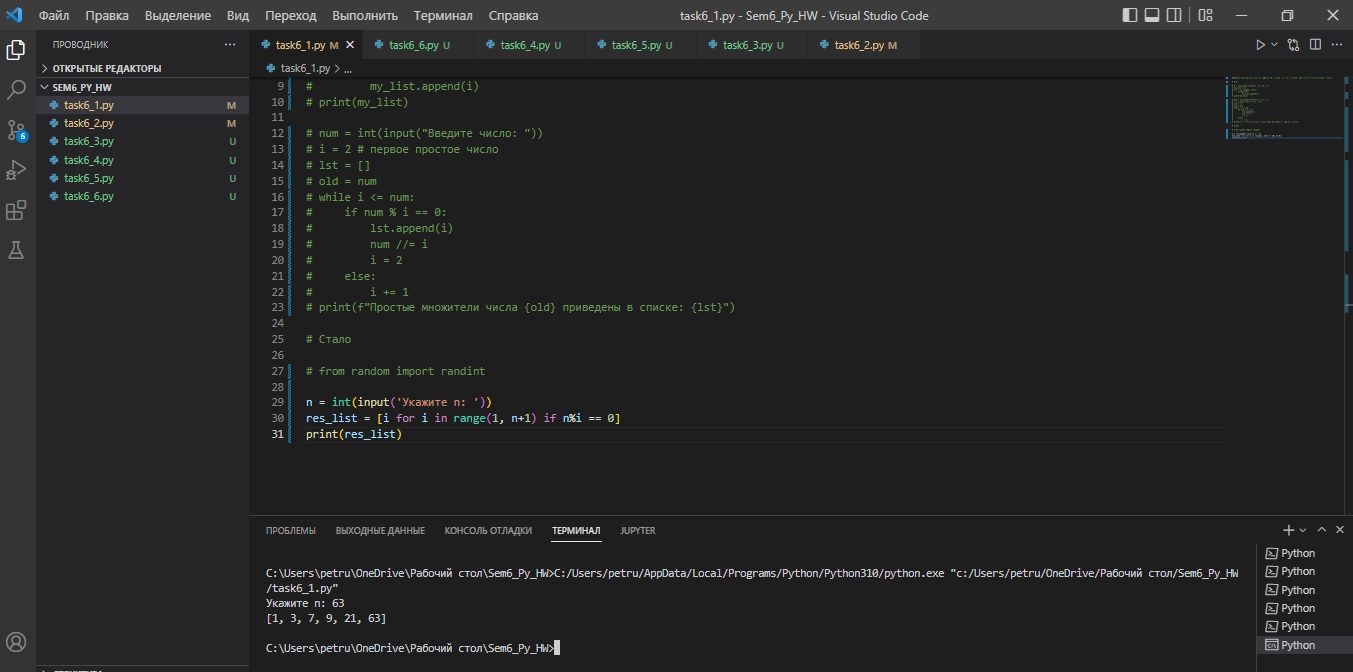 Файл Правка Выделение Вид Переход Выполнить Терминал Справка task6_1.py - Sem6_Py_HW - Visual Studio Code
ПРОВОДНИК
ОТКРЫТЫЕ РЕДАКТОРЫ
SEM6_PY_HW
task6_1.py M
task6_2.py M
task6_3.py U
task6_4.py U
task6_5.py U
task6_6.py U
6
task6_1.py M task6_6.py U task6_4.py U task6_5.py U task6_3.py U task6_2.py M
task6_1.py > ...
9 #         my_list.append(i)
10 # print(my_list)
11
12 # num = int(input("Введите число: "))
13 # i = 2 # первое простое число
14 # lst = []
15 # old = num
16 # while i <= num:
17 #     if num % i == 0:
18 #         lst.append(i)
19 #         num //= i
20 #         i = 2
21 #     else:
22 #         i += 1
23 # print(f"Простые множители числа {old} приведены в списке: {lst}")
24
25 # Стало
26
27 # from random import randint
28
29 n = int(input('Укажите n: '))
30 res_list = [i for i in range(1, n+1) if n%i == 0]
31 print(res_list)
ПРОБЛЕМЫ ВЫХОДНЫЕ ДАННЫЕ КОНСОЛЬ ОТЛАДКИ ТЕРМИНАЛ JUPYTER
C:\Users\petru\OneDrive\Рабочий стол\Sem6_Py_HW>C:/Users/petru/AppData/Local/Programs/Python/Python310/python.exe "c:/Users/petru/OneDrive/Рабочий стол/Sem6_Py_HW
/task6_1.py"
Укажите n: 63
[1, 3, 7, 9, 21, 63]
C:\Users\petru\OneDrive\Рабочий стол\Sem6_Py_HW>
Python
Python
Python
Python
Python
Python